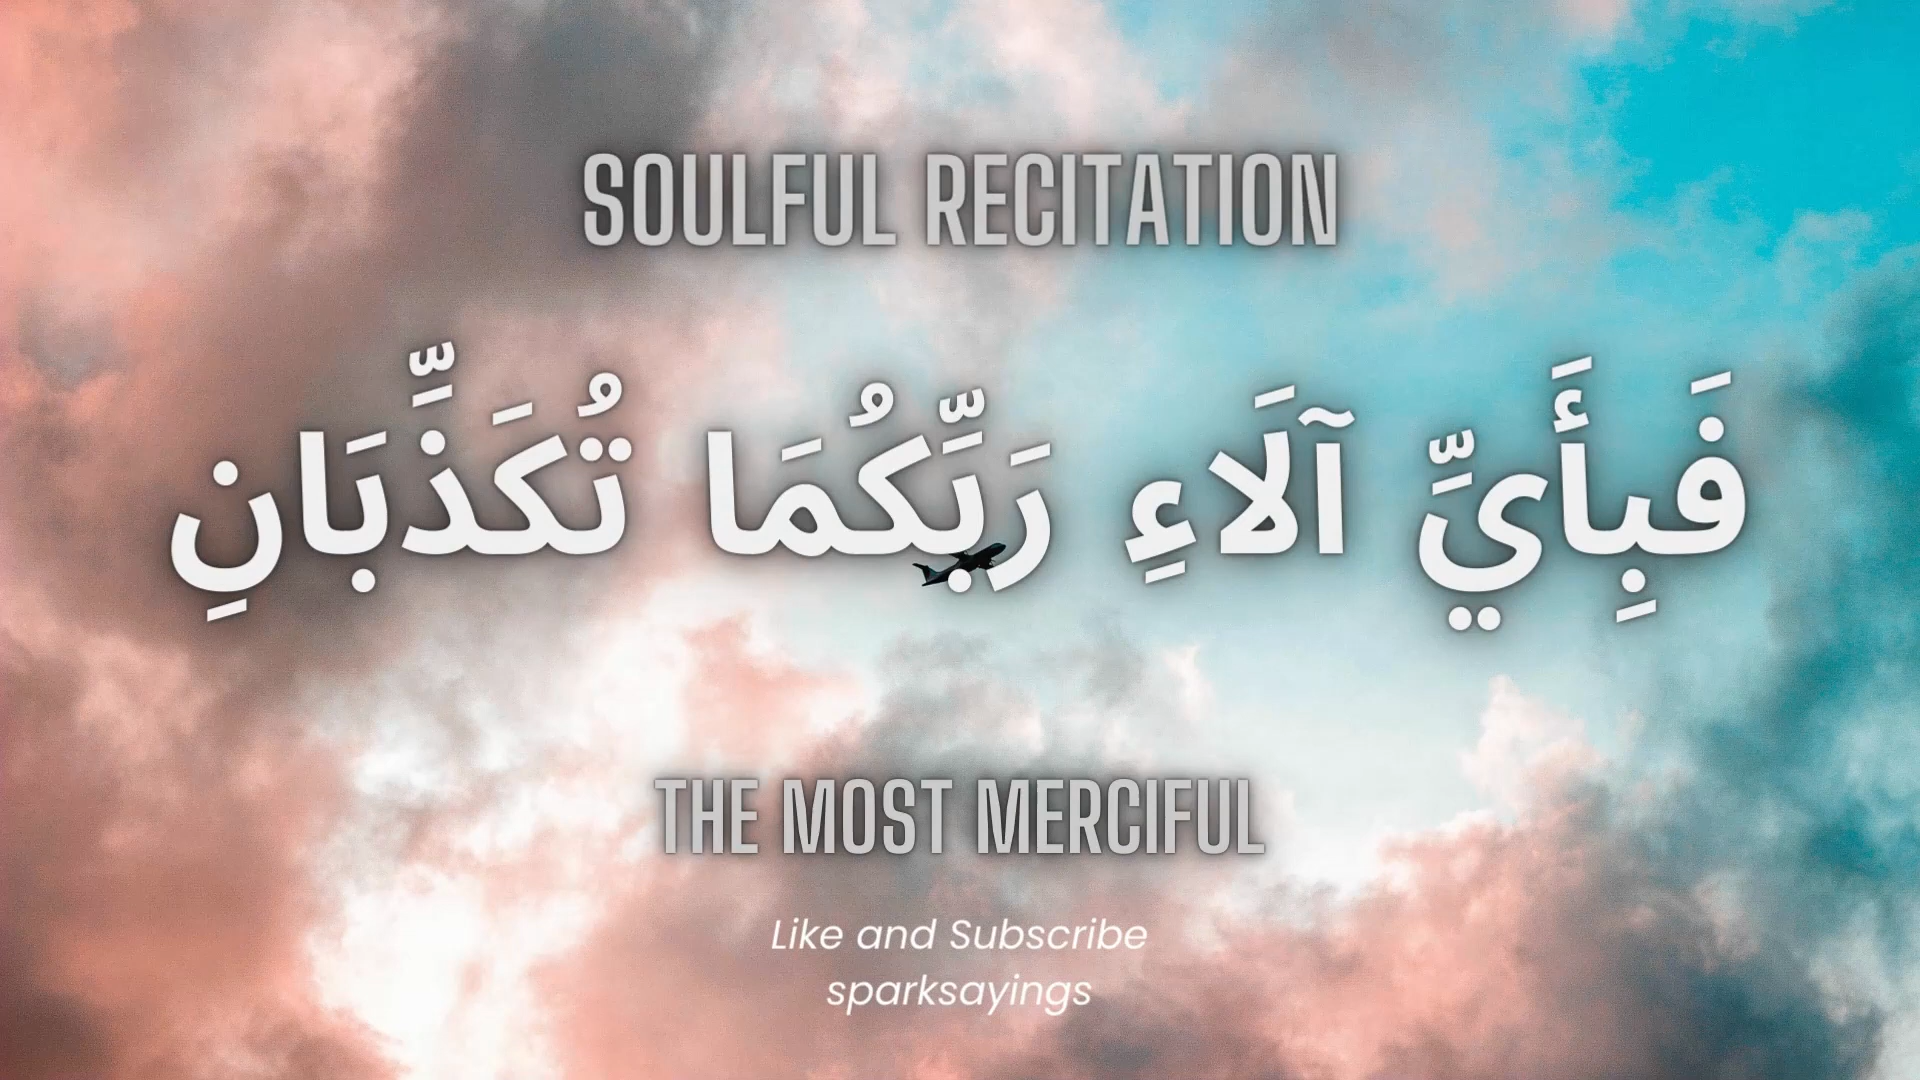 SOULFUL RECITATION
فَبِأَيِّ آلَاءِ رَبِّكُمَا تُكَذِّبَانِ
THE MOST MERCIFUL
Like and Subscribe
sparksayings